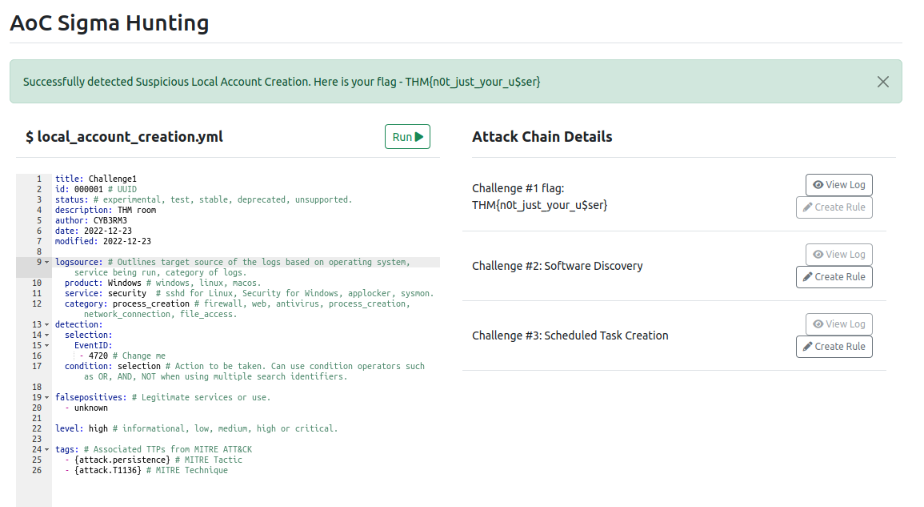 AoC Sigma Hunting
Successfully detected Suspicious Local Account Creation. Here is your flag - THM{n0t_just_your_u$ser}
$ local_account_creation.yml
Run
1 title: Challenge1
2 id: 000001 # UUID
3 status: # experimental, test, stable, deprecated, unsupported.
4 description: THM room
5 author: CYB3RM3
6 date: 2022-12-23
7 modified: 2022-12-23
8
9 logsource: # Outlines target source of the logs based on operating system,
service being run, category of logs.
10 product: Windows # windows, linux, macos.
11 service: security # sshd for Linux, Security for Windows, applocker, sysmon.
12 category: process_creation # firewall, web, antivirus, process_creation,
network_connection, file_access.
13 detection:
14 selection:
15 EventID:
16 - 4720 # Change me
17 condition: selection # Action to be taken. Can use condition operators such
as OR, AND, NOT when using multiple search identifiers.
18
19 falsepositives: # Legitimate services or use.
20 - unknown
21
22 level: high # informational, low, medium, high or critical.
23
24 tags: # Associated TTPs from MITRE ATT&CK
25 - {attack.persistence} # MITRE Tactic
26 - {attack.T1136} # MITRE Technique
Attack Chain Details
Challenge #1 flag:
THM{n0t_just_your_u$ser}
View Log
Create Rule
Challenge #2: Software Discovery
View Log
Create Rule
Challenge #3: Scheduled Task Creation
View Log
Create Rule